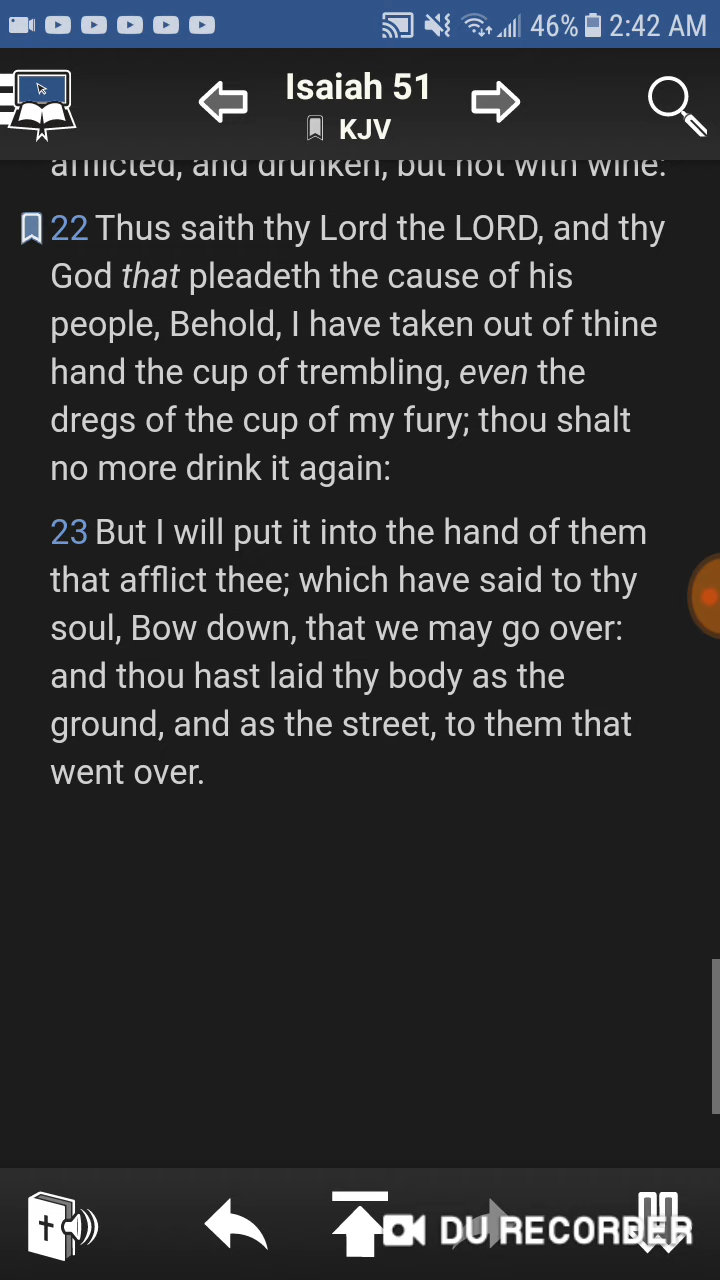 46% 2:42 AM
Isaiah 51
KJV
afflicted, and drunken, but not with wine:
22 Thus saith thy Lord the LORD, and thy
God that pleadeth the cause of his
people, Behold, I have taken out of thine
hand the cup of trembling, even the
dregs of the cup of my fury; thou shalt
no more drink it again:
23 But I will put it into the hand of them
that afflict thee; which have said to thy
soul, Bow down, that we may go over:
and thou hast laid thy body as the
ground, and as the street, to them that
went over.
DU RECORDER